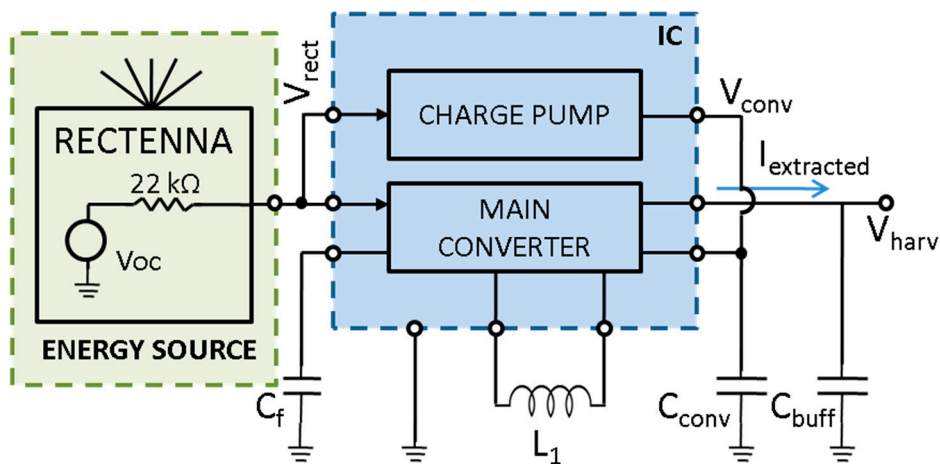 IC
V_rect
CHARGE PUMP
V_conv
RECTENNA
22 kΩ
I_extracted
MAIN
CONVERTER
V_harv
Voc
ENERGY SOURCE
C_f
L_1
C_conv
C_buff